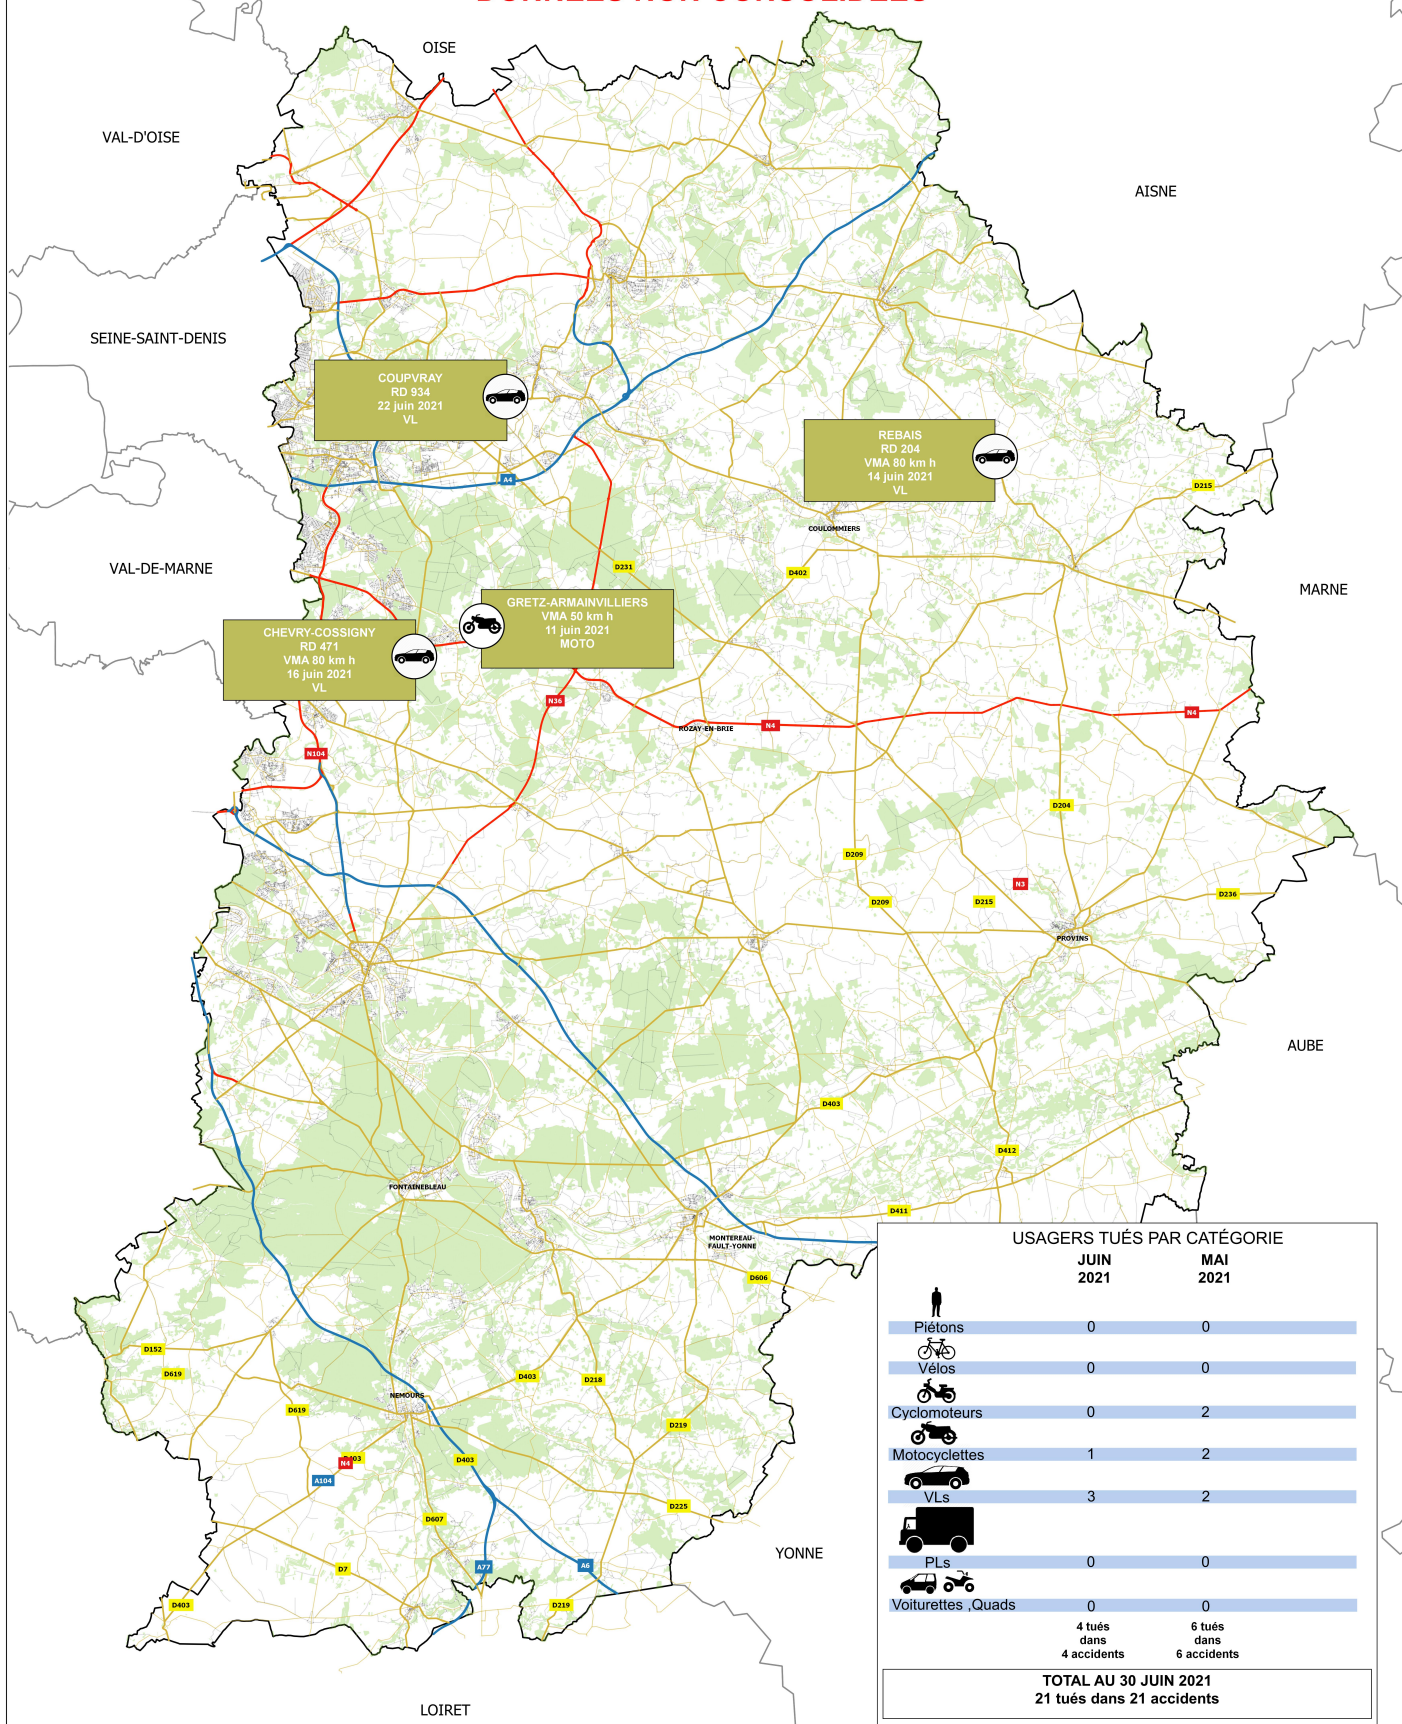 DONNÉES NON CONSOLIDÉES
OISE
VAL-D'OISE
AISNE
SEINE-SAINT-DENIS
COUPVRAY
RD 934
22 juin 2021
VL
REBAIS
RD 204
VMA 80 km h
14 juin 2021
VL
A4
D215
COULOMMIERS
VAL-DE-MARNE
D231
D402
MARNE
GRETZ-ARMAINVILLIERS
VMA 50 km h
11 juin 2021
MOTO
CHEVRY-COSSIGNY
RD 471
VMA 80 km h
16 juin 2021
VL
N36
N4
ROZAY-EN-BRIE
N4
N104
D204
D209
N3
D209
D215
D236
PROVINS
AUBE
D403
D412
FONTAINEBLEAU
D411
MONTEREAU-
FAULT-YONNE
D606
D152
D619
D403
D218
NEMOURS
D619
D219
D403
N4
D403
A104
D225
D607
YONNE
D7
A77
A6
D403
D219
LOIRET
USAGERS TUÉS PAR CATÉGORIE
JUIN MAI
2021 2021
Piétons 0 0
Vélos 0 0
Cyclomoteurs 0 2
Motocyclettes 1 2
VLs 3 2
PLs 0 0
Voiturettes ,Quads 0 0
4 tués 6 tués
dans dans
4 accidents 6 accidents
TOTAL AU 30 JUIN 2021
21 tués dans 21 accidents